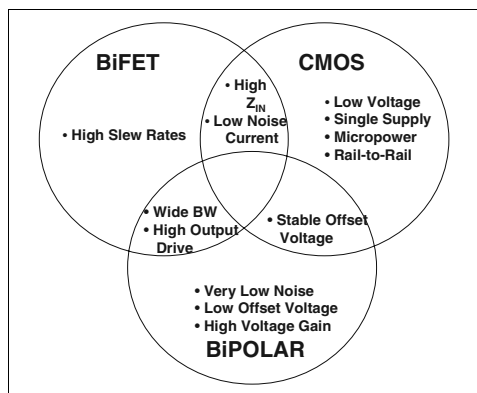 BiFET
CMOS
• High
Z_IN
• Low Noise
Current
• High Slew Rates
• Low Voltage
• Single Supply
• Micropower
• Rail-to-Rail
• Wide BW
• High Output
Drive
• Stable Offset
Voltage
• Very Low Noise
• Low Offset Voltage
• High Voltage Gain
BiPOLAR